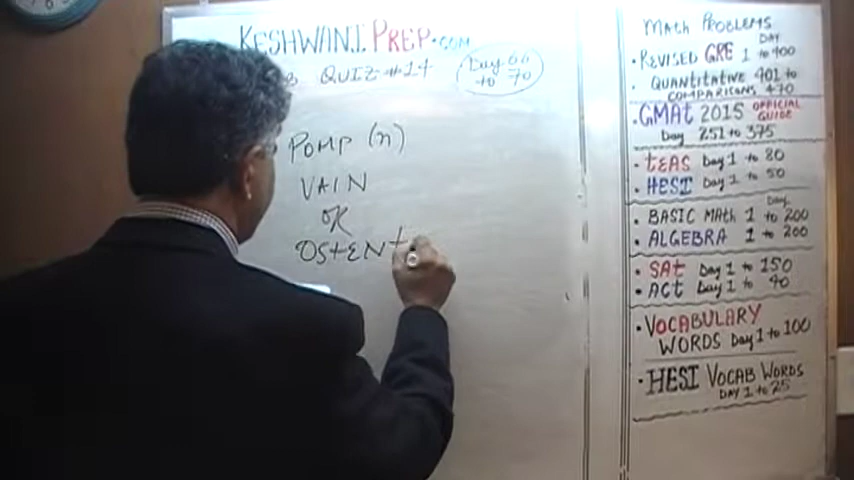 KESHWANI PREP.COM
QUIZ #14
Day 66
to 70
POMP (n)
VAIN
OR
OSTENT
MATH PROBLEMS
DAY
• REVISED GRE 1 to 400
• QUANTITATIVE 401 to
COMPARICONS 470
• GMAt 2015 OFFICIAL
GUIDE
Day 251 to 375
• tEAS Day 1 to 80
• HESI Day 1 to 50
Day
• BASIC MAth 1 to 200
• ALGEBRA 1 to 200
• SAt Day 1 to 150
• ACt Day 1 to 40
• VOCABULARY
WORDS Day 1 to 100
• HESI VOCAB WORDS
DAY 1 to 25